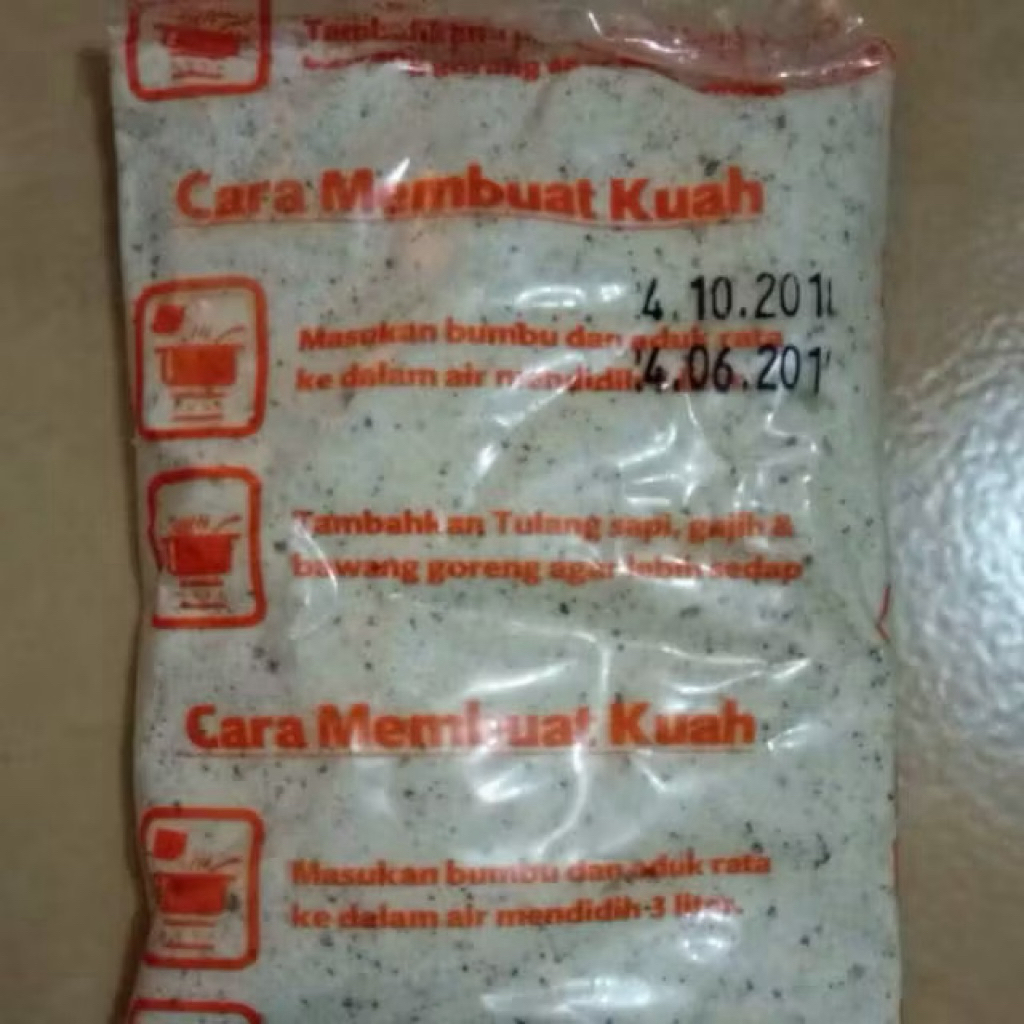 Tambahkan
goreng
Cara Membuat Kuah
4.10.201
Masukan bumbu dan aduk rata
ke dalam air mendidih
4.06.201
Tambahkan Tulang sapi, gajih &
bawang goreng agar lebih sedap
Cara Membuat Kuah
Masukan bumbu dan aduk rata
ke dalam air mendidih 3 liter.